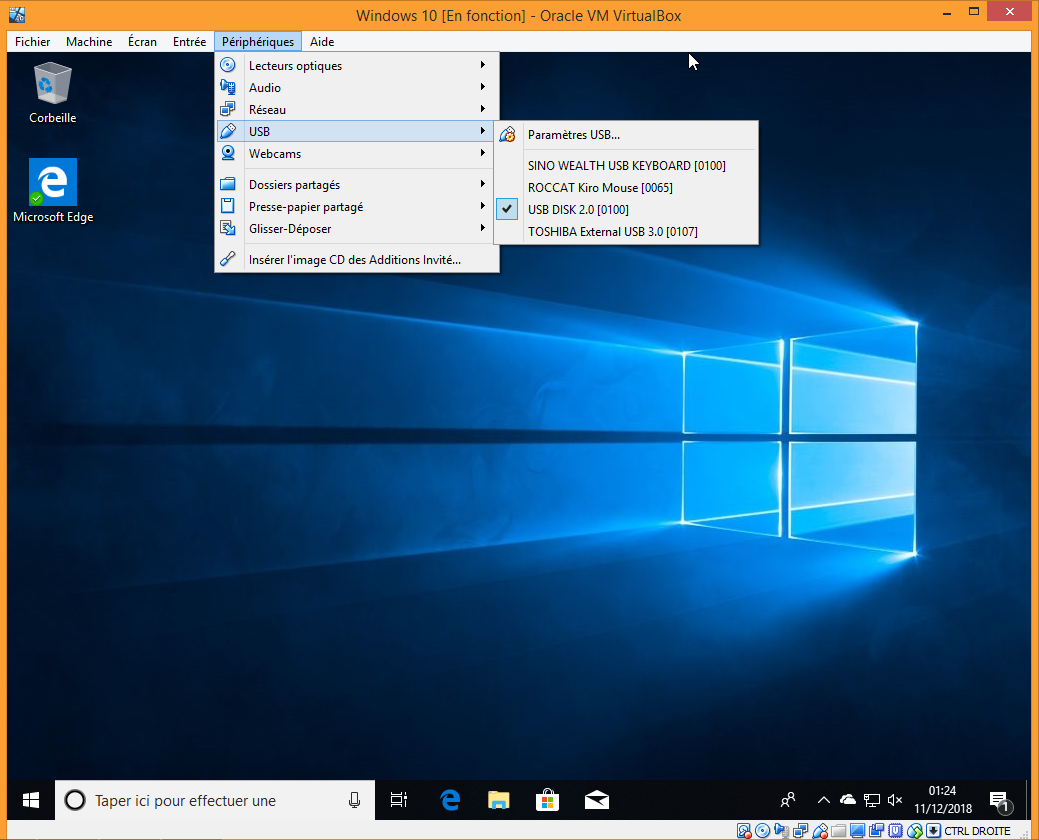 Windows 10 [En fonction] - Oracle VM VirtualBox
Fichier Machine Écran Entrée Périphériques Aide
Lecteurs optiques
Audio
Réseau
USB
Webcams
Dossiers partagés
Presse-papier partagé
Glisser-Déposer
Insérer l'image CD des Additions Invité...
Paramètres USB...
SINO WEALTH USB KEYBOARD [0100]
ROCCAT Kiro Mouse [0065]
USB DISK 2.0 [0100]
TOSHIBA External USB 3.0 [0107]
Corbeille
Microsoft Edge
Taper ici pour effectuer une
01:24
11/12/2018
1
CTRL DROITE